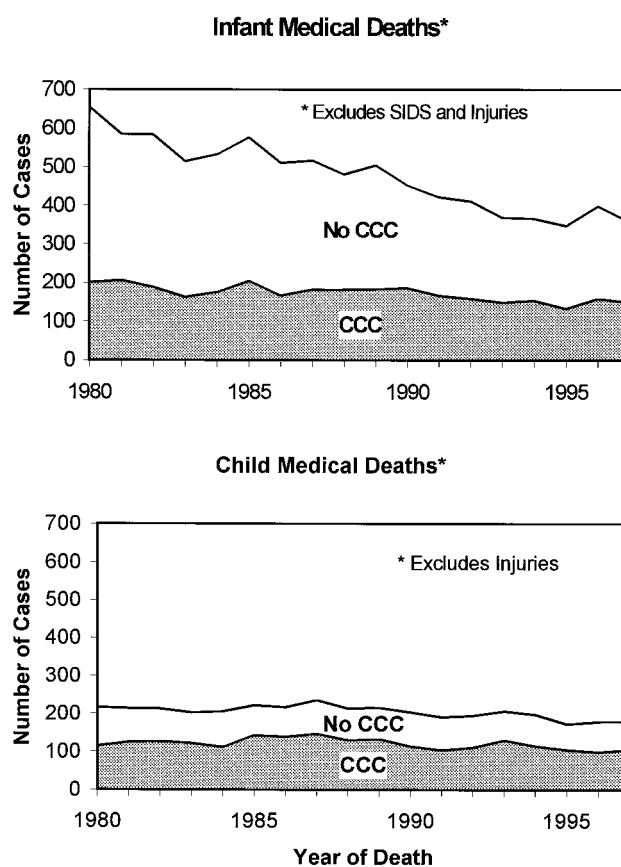 Infant Medical Deaths*
Number of Cases
700
600
500
400
300
200
100
0
* Excludes SIDS and Injuries
No CCC
CCC
1980 1985 1990 1995
Child Medical Deaths*
Number of Cases
700
600
500
400
300
200
100
0
* Excludes Injuries
No CCC
CCC
1980 1985 1990 1995
Year of Death